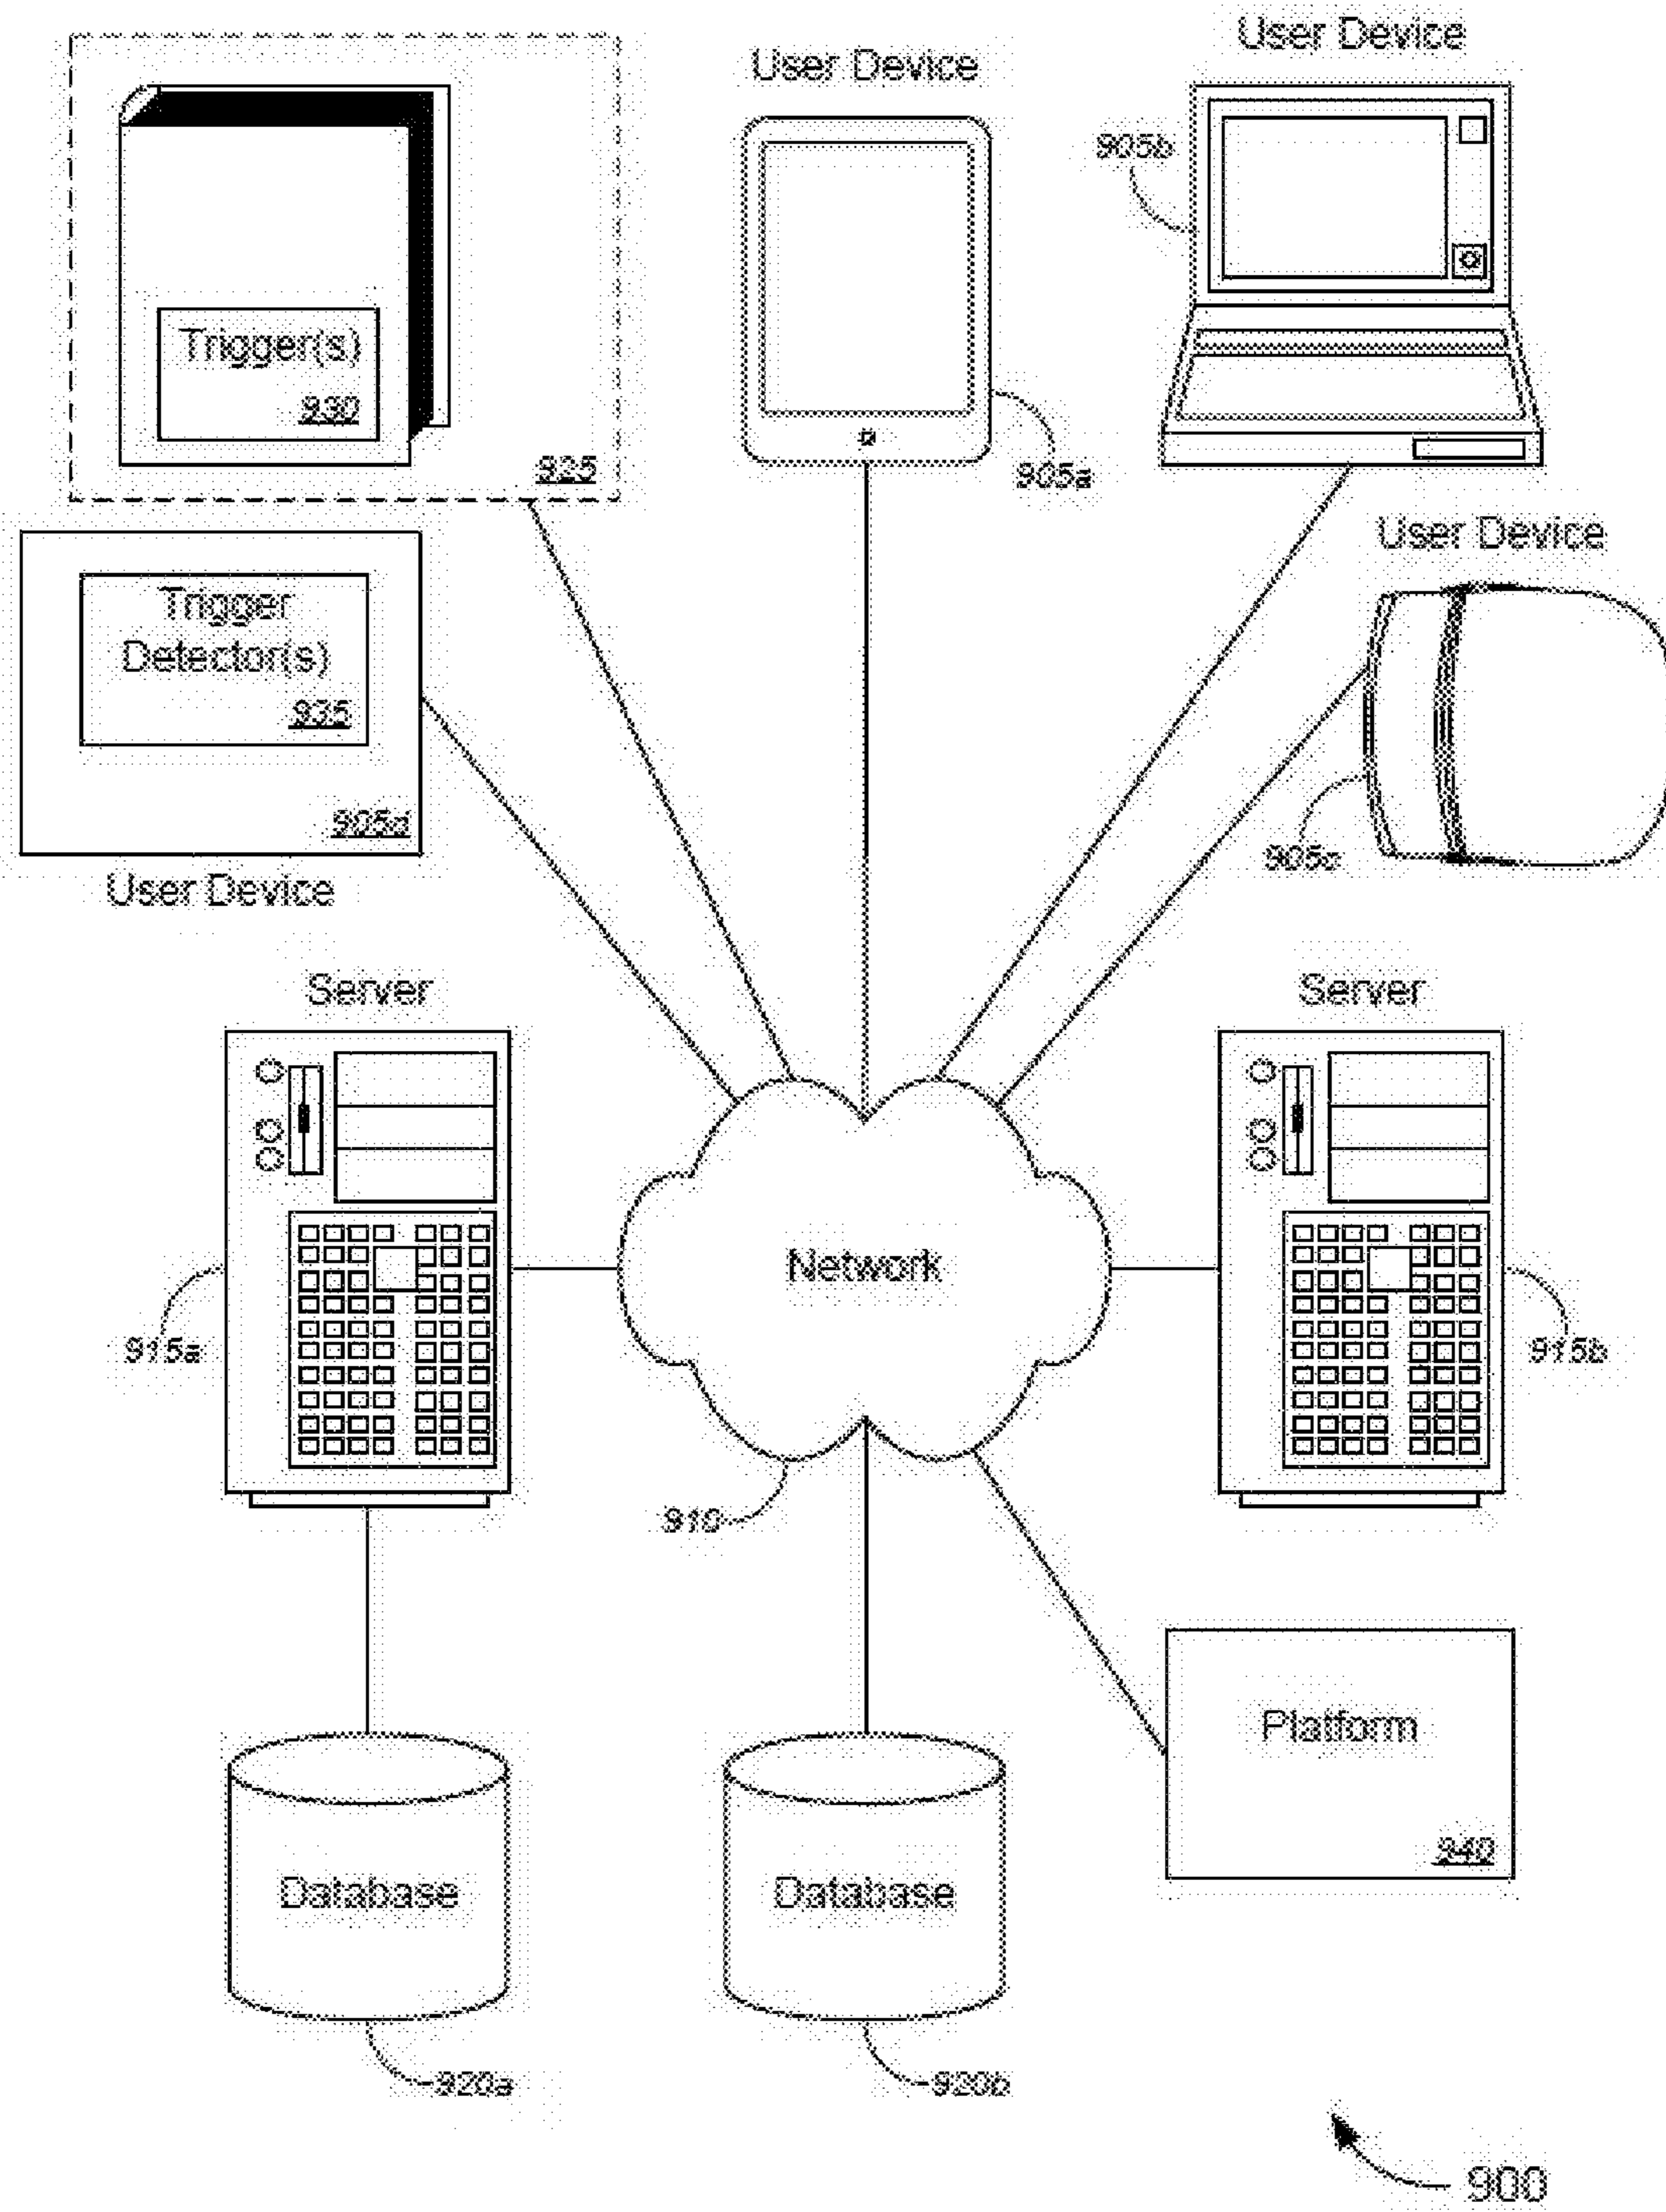 User Device
User Device
905b
Trigger(s)
930
925
905a
User Device
Trigger
Detector(s)
935
905d
User Device
905c
Server
Server
Network
915a
915b
910
Platform
940
Database
Database
920a
920b
900